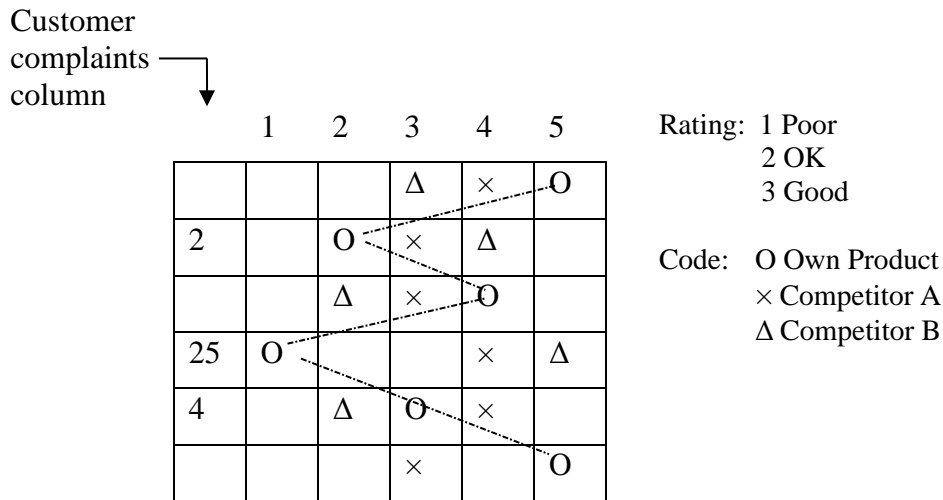 Customer
complaints
column
1 2 3 4 5
Rating: 1 Poor
2 OK
3 Good
Δ × O
2 O × Δ
Code: O Own Product
× Competitor A
Δ Competitor B
Δ × O
25 O × Δ
4 Δ O ×
× O